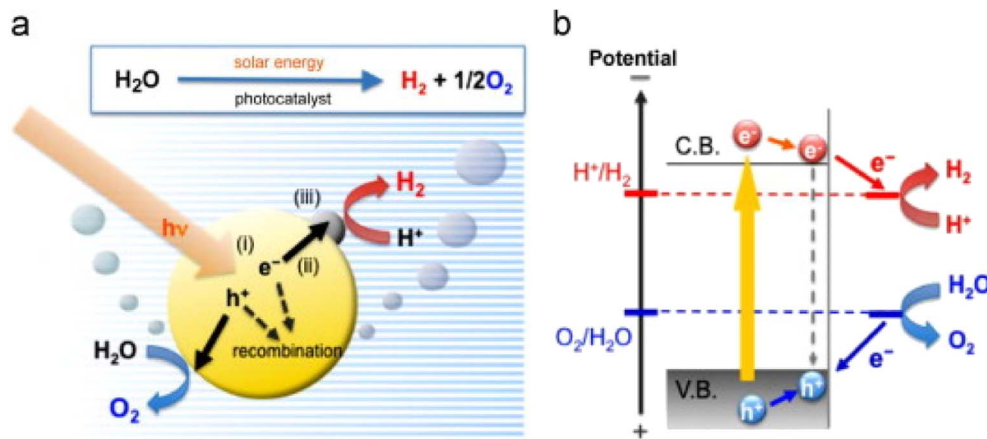 a
solar energy
H₂O H₂ + 1/2O₂
photocatalyst
hν
(i)
(ii)
(iii)
e⁻
h⁺
recombination
H₂
H⁺
H₂O
O₂
b
Potential
−
C.B.
e⁻
e⁻
e⁻
H⁺/H₂
H₂
H⁺
O₂/H₂O
H₂O
O₂
e⁻
V.B.
h⁺
h⁺
+